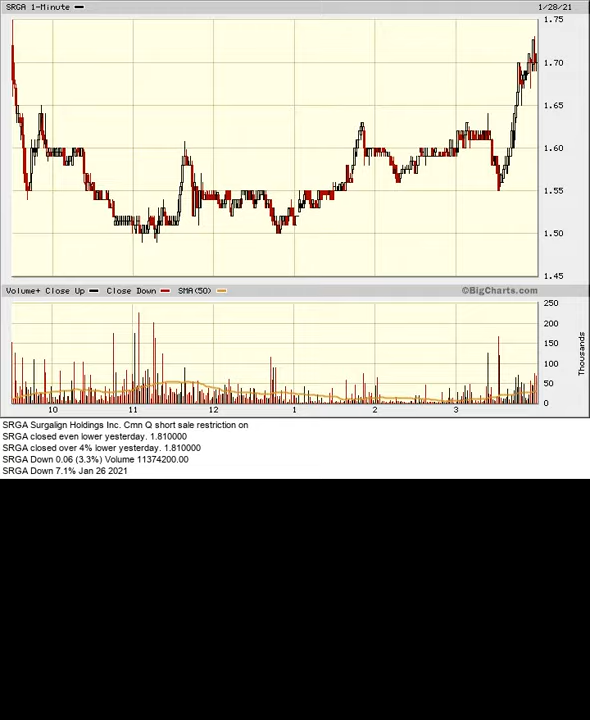 SRGA 1-Minute 1/28/21
1.75
1.70
1.65
1.60
1.55
1.50
1.45
Volume+ Close Up Close Down SMA(50) ©BigCharts.com
250
200
150
100
50
0
Thousands
10 11 12 1 2 3
SRGA Surgalign Holdings Inc. Cmn Q short sale restriction on
SRGA closed even lower yesterday. 1.810000
SRGA closed over 4% lower yesterday. 1.810000
SRGA Down 0.06 (3.3%) Volume 11374200.00
SRGA Down 7.1% Jan 26 2021